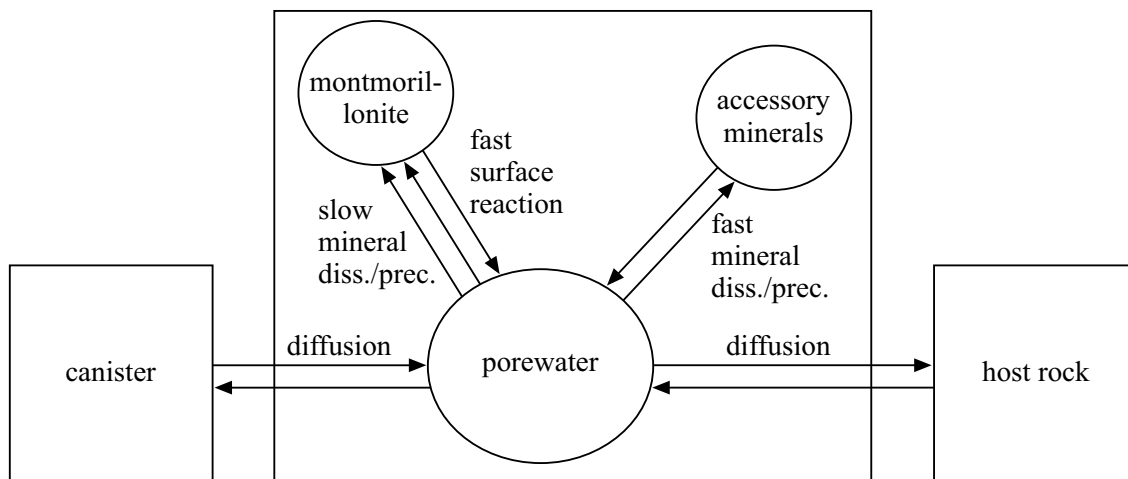 montmoril-
lonite
accessory
minerals
fast
surface
reaction
slow
mineral
diss./prec.
fast
mineral
diss./prec.
diffusion
diffusion
canister
porewater
host rock